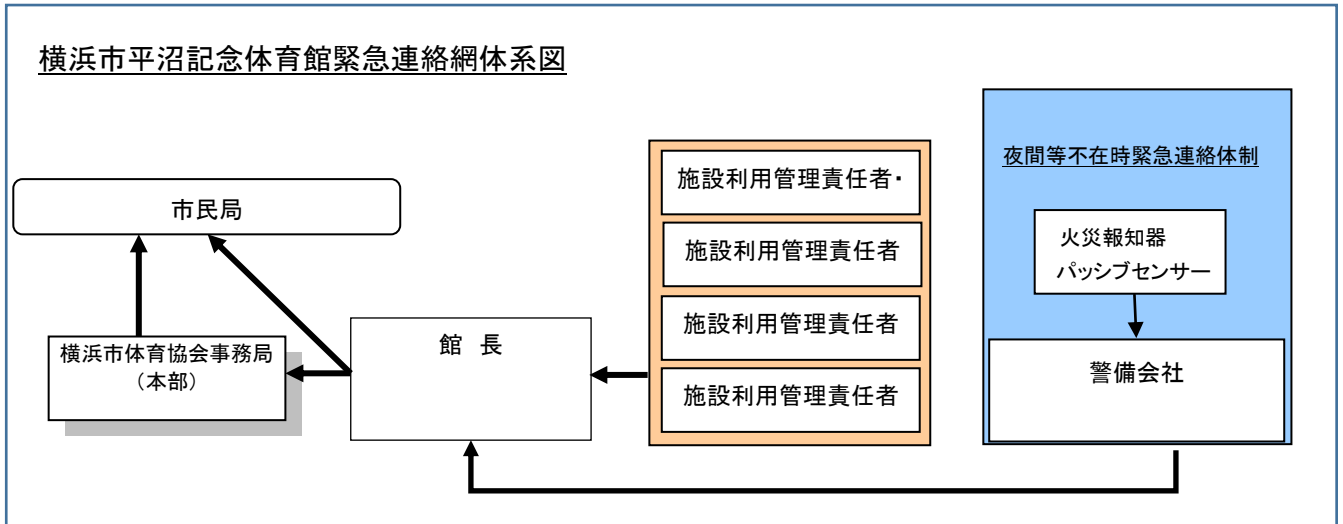 横浜市平沼記念体育館緊急連絡網体系図
市民局
横浜市体育協会事務局
（本部）
館 長
施設利用管理責任者・
施設利用管理責任者
施設利用管理責任者
施設利用管理責任者
夜間等不在時緊急連絡体制
火災報知器
パッシブセンサー
警備会社